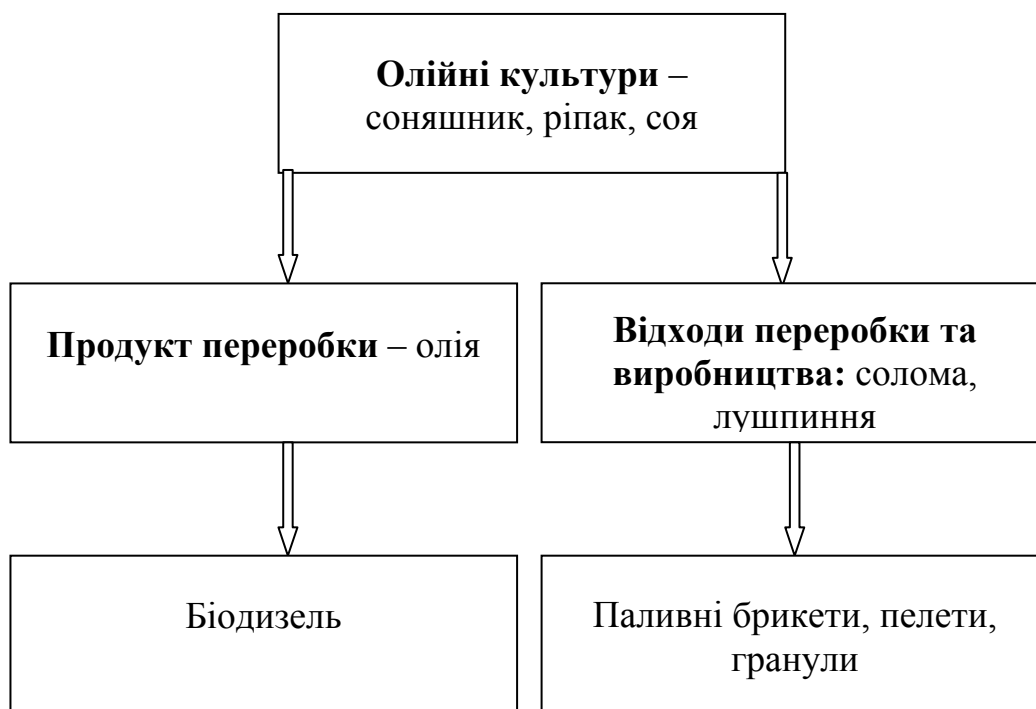 Олійні культури –
соняшник, ріпак, соя
Продукт переробки – олія
Відходи переробки та
виробництва: солома,
лушпиння
Біодизель
Паливні брикети, пелети,
гранули